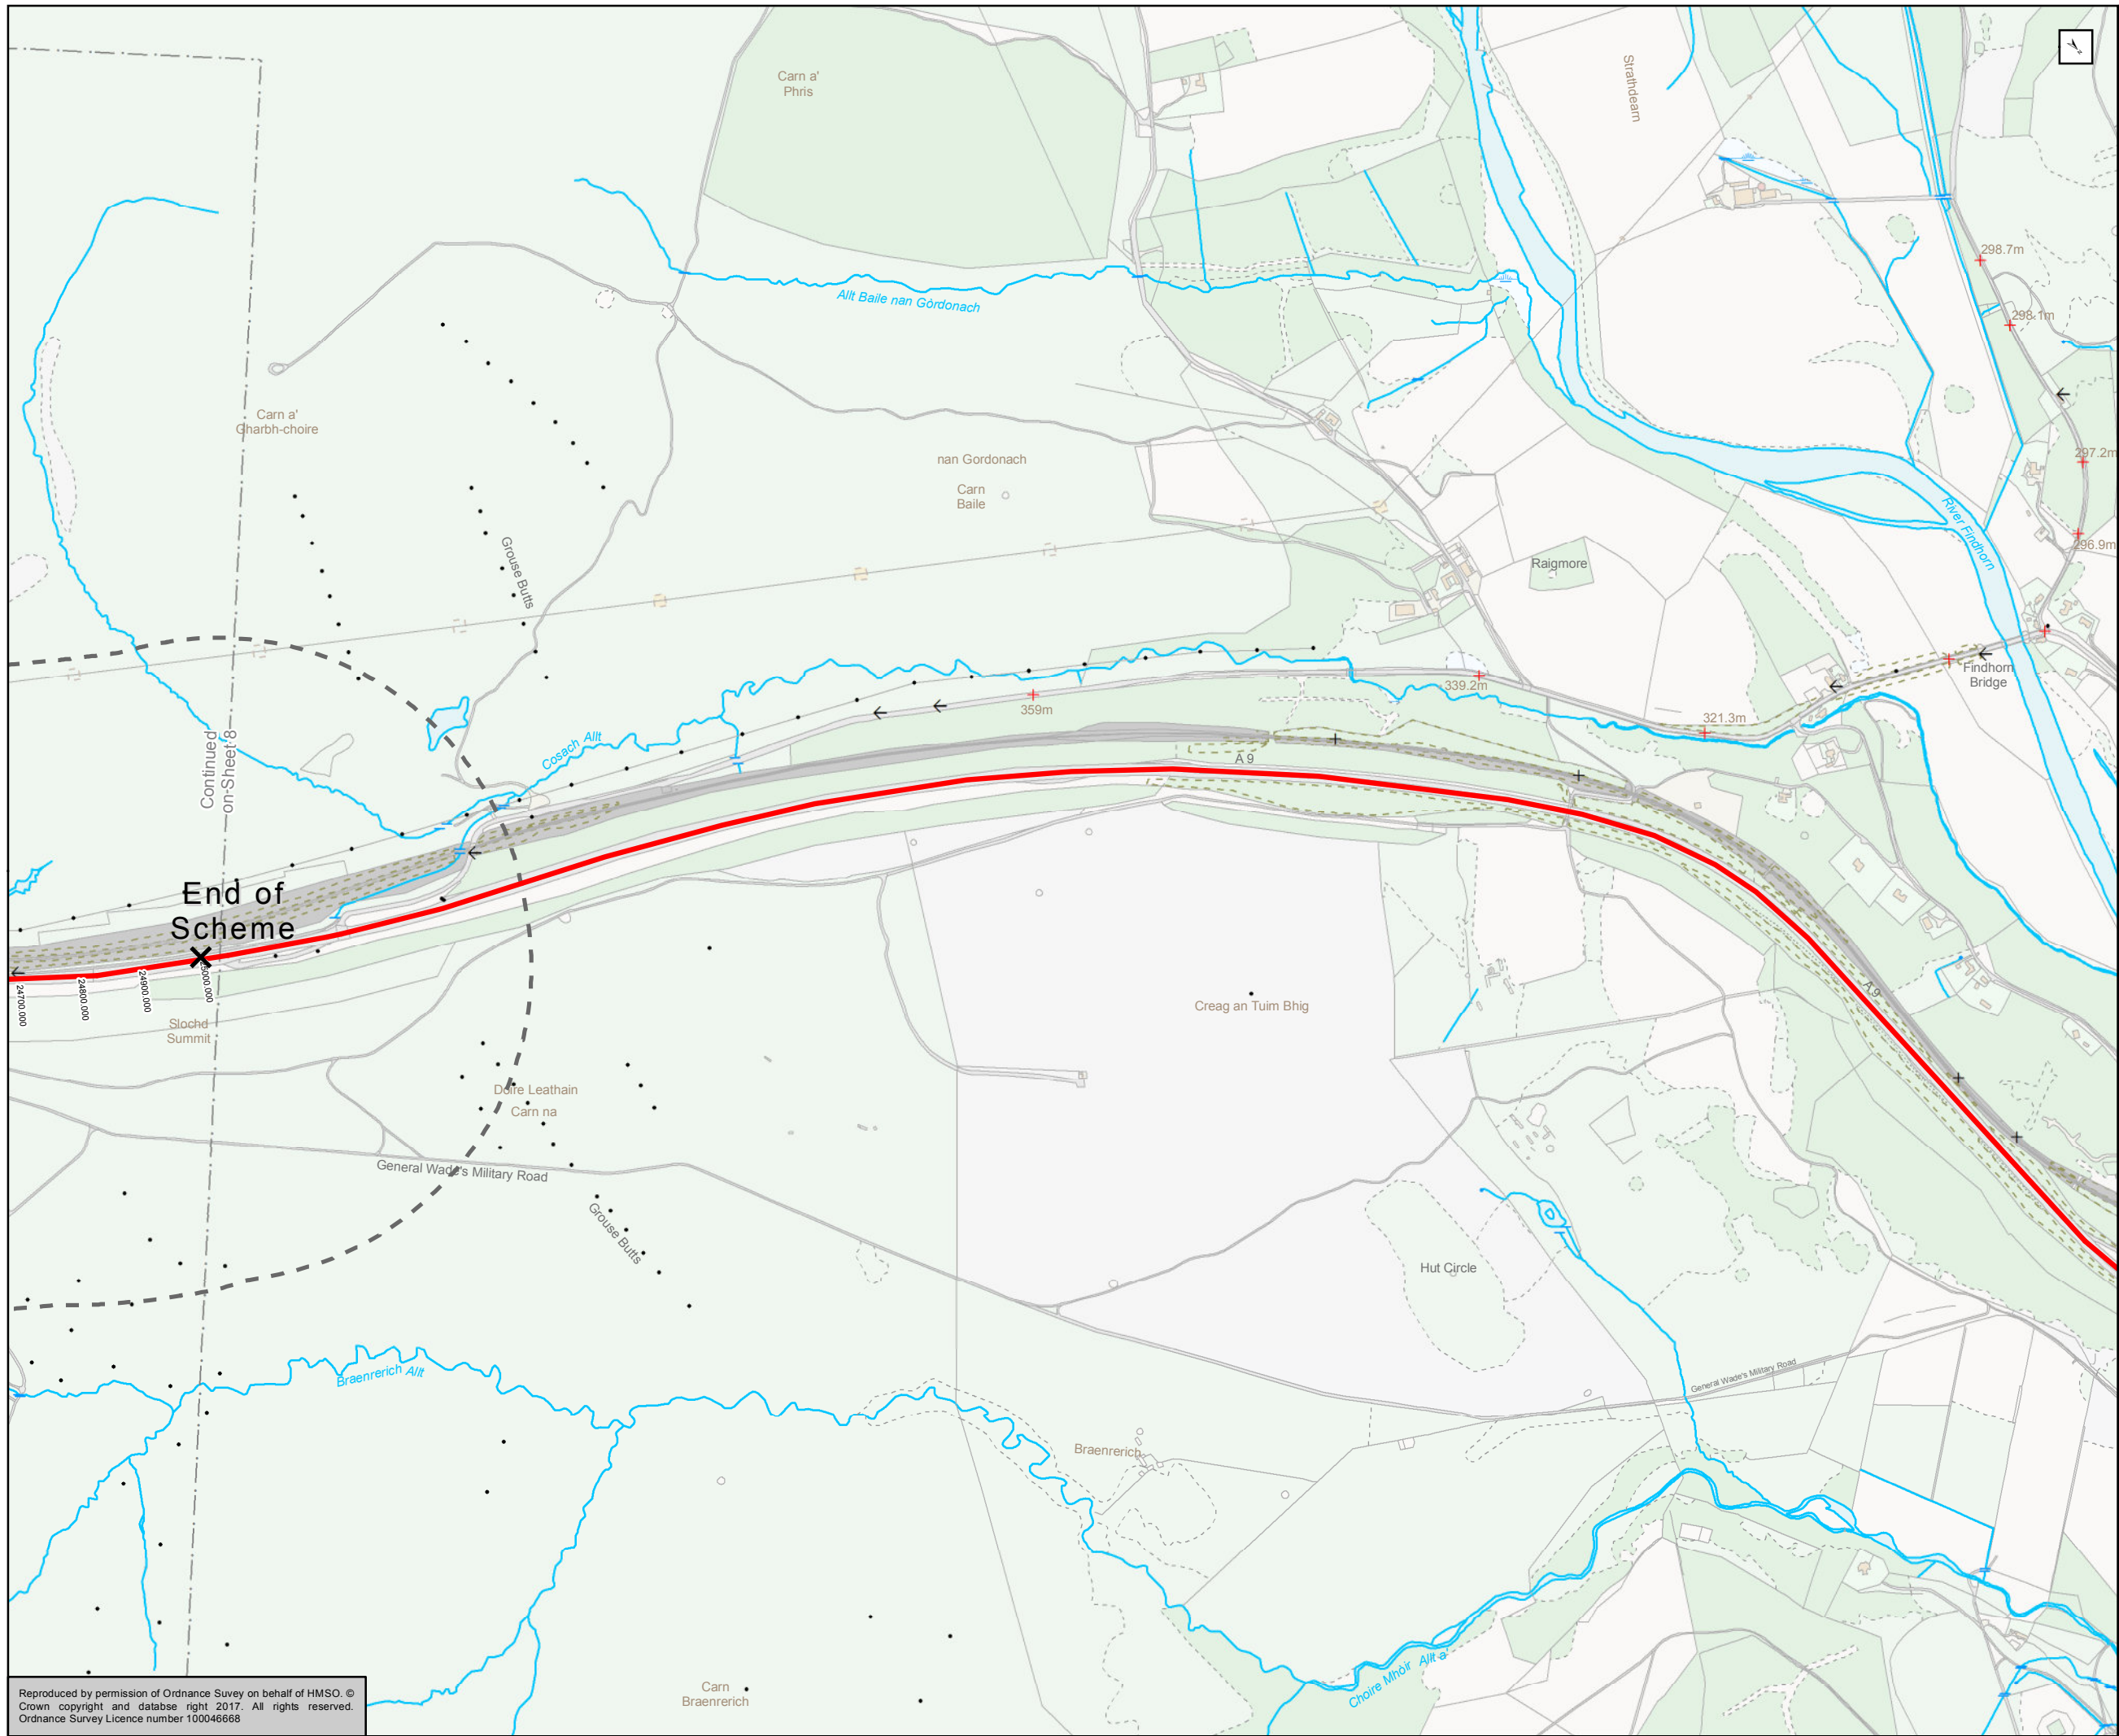 Carn a'
Phris
Strathdearn
298.7m
Allt Baile nan Gòrdonach
298.1m
Carn a'
Gharbh-choire
nan Gordonach
Carn
Baile
297.2m
River Findhorn
296.9m
Grouse Butts
Raigmore
Findhorn
Bridge
339.2m
359m
321.3m
Cosach Allt
A 9
Continued
on-Sheet 8
End of
Scheme
24700.000
24800.000
24900.000
25000.000
A 9
Slochd
Summit
Creag an Tuim Bhig
Doire Leathain
Carn na
General Wade's Military Road
Grouse Butts
Hut Circle
Braenrerich Allt
General Wade's Military Road
Braenrerich
Choire Mhòir Allt a'
Carn
Braenrerich
Reproduced by permission of Ordnance Suvey on behalf of HMSO. ©
Crown copyright and databse right 2017. All rights reserved.
Ordnance Survey Licence number 100046668